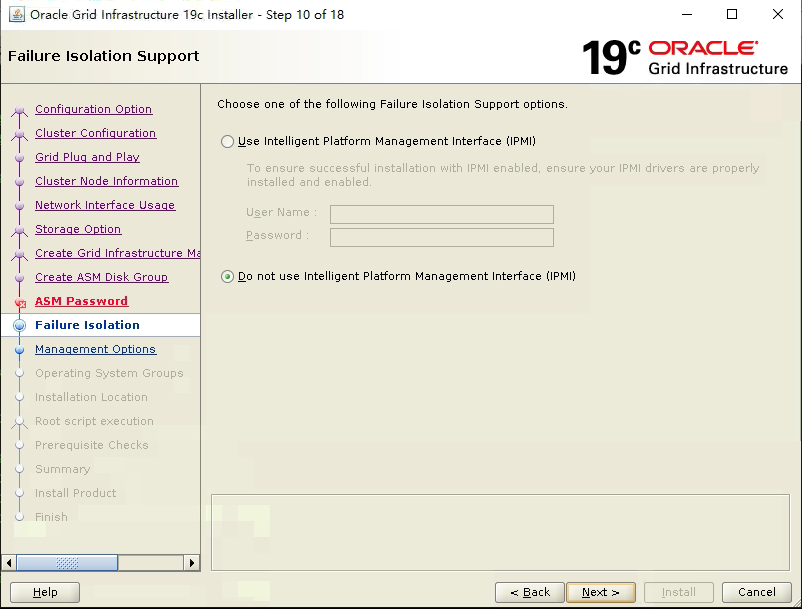 Oracle Grid Infrastructure 19c Installer - Step 10 of 18
Failure Isolation Support
19c ORACLE
Grid Infrastructure
Configuration Option
Cluster Configuration
Grid Plug and Play
Cluster Node Information
Network Interface Usage
Storage Option
Create Grid Infrastructure Ma
Create ASM Disk Group
ASM Password
Failure Isolation
Management Options
Operating System Groups
Installation Location
Root script execution
Prerequisite Checks
Summary
Install Product
Finish
Choose one of the following Failure Isolation Support options.
Use Intelligent Platform Management Interface (IPMI)
To ensure successful installation with IPMI enabled, ensure your IPMI drivers are properly
installed and enabled.
User Name :
Password :
Do not use Intelligent Platform Management Interface (IPMI)
Help
< Back
Next >
Install
Cancel